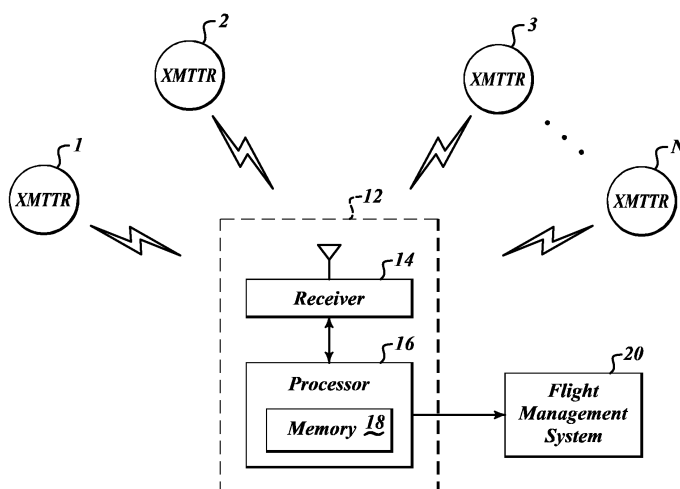 2
XMTTR
3
XMTTR
1
XMTTR
N
XMTTR
12
14
Receiver
16
Processor
Memory 18
20
Flight
Management
System